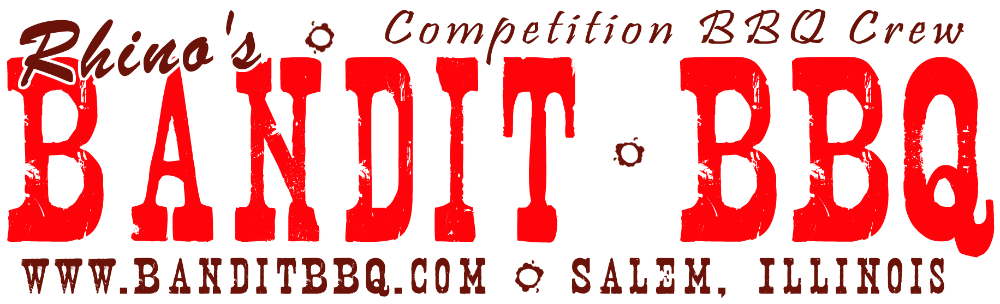 Rhino's Competition BBQ Crew
BANDIT BBQ
WWW.BANDITBBQ.COM SALEM, ILLINOIS